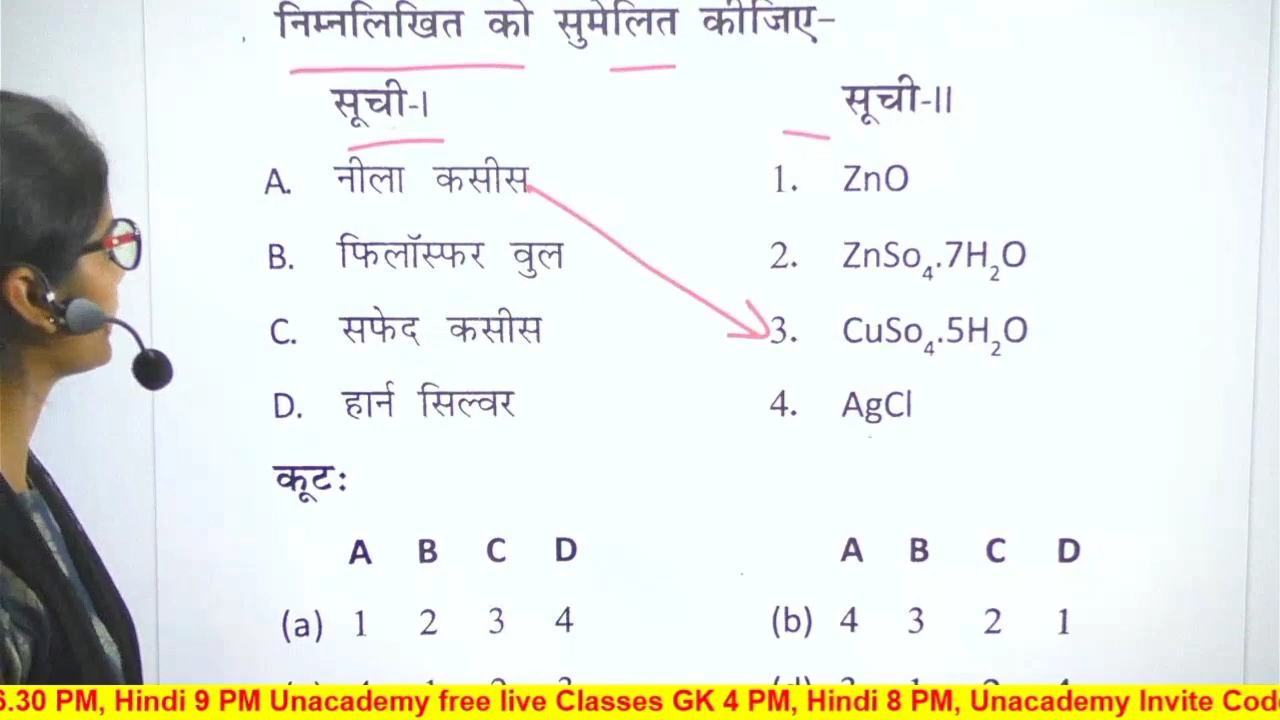 निम्नलिखित को सुमेलित कीजिए-
सूची-I सूची-II
A. नीला कसीस 1. ZnO
B. फिलॉस्फर वुल 2. ZnSo4.7H2O
C. सफेद कसीस 3. CuSo4.5H2O
D. हार्न सिल्वर 4. AgCl
कूटः
A B C D A B C D
(a) 1 2 3 4 (b) 4 3 2 1
6.30 PM, Hindi 9 PM Unacademy free live Classes GK 4 PM, Hindi 8 PM, Unacademy Invite Cod